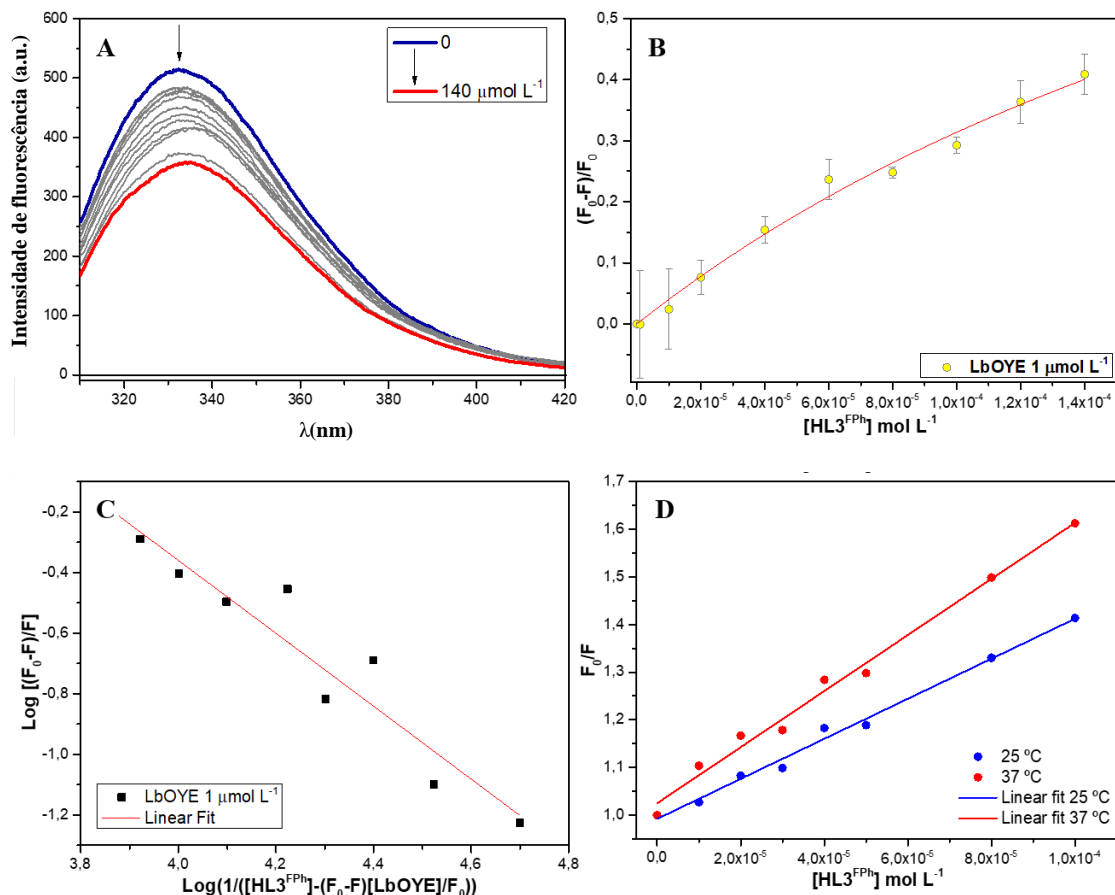 A
0
140 μmol L⁻¹
Intensidade de fluorescência (a.u.)
600
500
400
300
200
100
0
320 340 360 380 400 420
λ(nm)
B
(F₀-F)/F₀
0,5
0,4
0,3
0,2
0,1
0,0
LbOYE 1 μmol L⁻¹
0,0 2,0x10⁻⁵ 4,0x10⁻⁵ 6,0x10⁻⁵ 8,0x10⁻⁵ 1,0x10⁻⁴ 1,2x10⁻⁴ 1,4x10⁻⁴
[HL3ᶠᴾʰ] mol L⁻¹
C
Log [(F₀-F)/F]
-0,2
-0,4
-0,6
-0,8
-1,0
-1,2
LbOYE 1 μmol L⁻¹
Linear Fit
3,8 4,0 4,2 4,4 4,6 4,8
Log(1/([HL3ᶠᴾʰ]-(F₀-F)[LbOYE]/F₀))
D
F₀/F
1,7
1,6
1,5
1,4
1,3
1,2
1,1
1,0
25 ºC
37 ºC
Linear fit 25 ºC
Linear fit 37 ºC
0,0 2,0x10⁻⁵ 4,0x10⁻⁵ 6,0x10⁻⁵ 8,0x10⁻⁵ 1,0x10⁻⁴
[HL3ᶠᴾʰ] mol L⁻¹